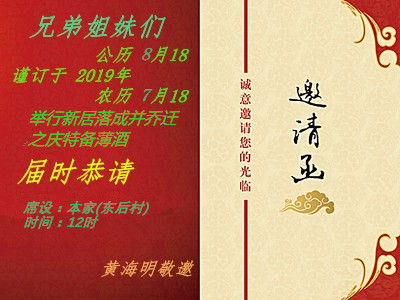 兄弟姐妹们
公历 8月18
谨订于 2019年
农历 7月18
举行新居落成并乔迁
之庆特备薄酒
届时恭请
席设：本家(东后村)
时间：12时
黄海明敬邀
诚意邀请您的光临
邀请函